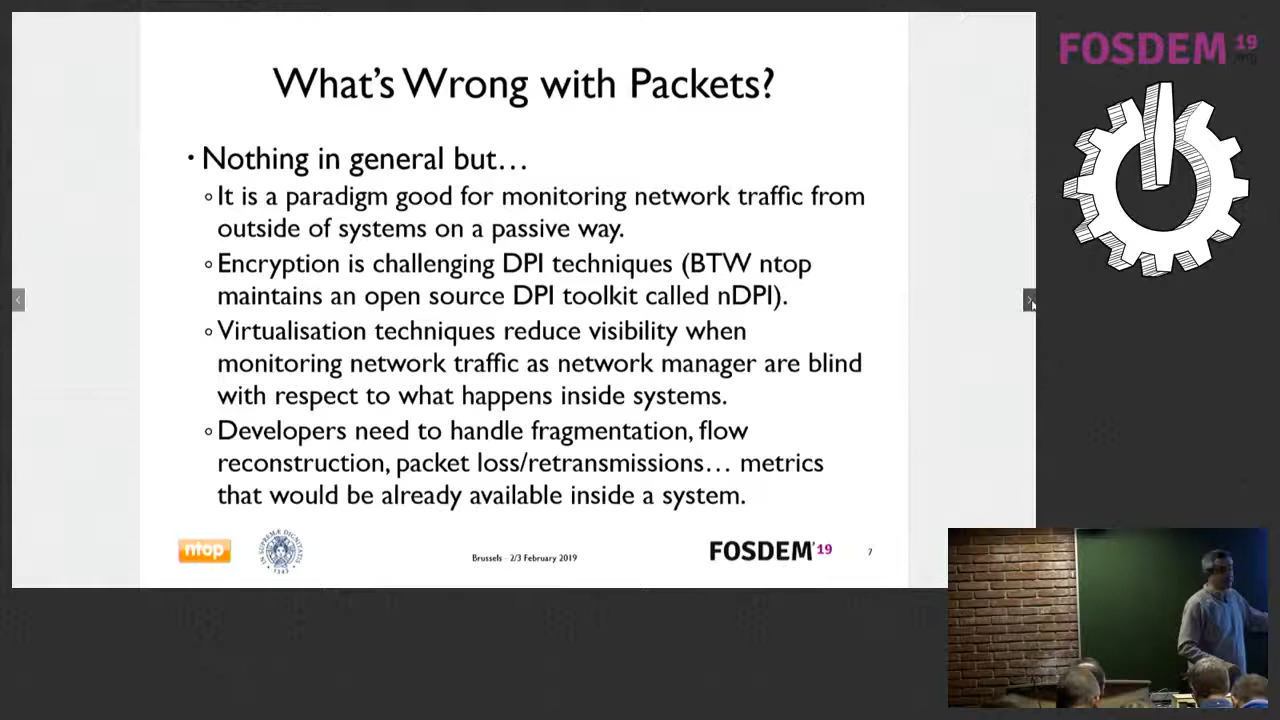 What's Wrong with Packets?
• Nothing in general but…
◦ It is a paradigm good for monitoring network traffic from
outside of systems on a passive way.
◦ Encryption is challenging DPI techniques (BTW ntop
maintains an open source DPI toolkit called nDPI).
◦ Virtualisation techniques reduce visibility when
monitoring network traffic as network manager are blind
with respect to what happens inside systems.
◦ Developers need to handle fragmentation, flow
reconstruction, packet loss/retransmissions… metrics
that would be already available inside a system.
ntop
Brussels - 2/3 February 2019
FOSDEM'19
7
FOSDEM 19
.org